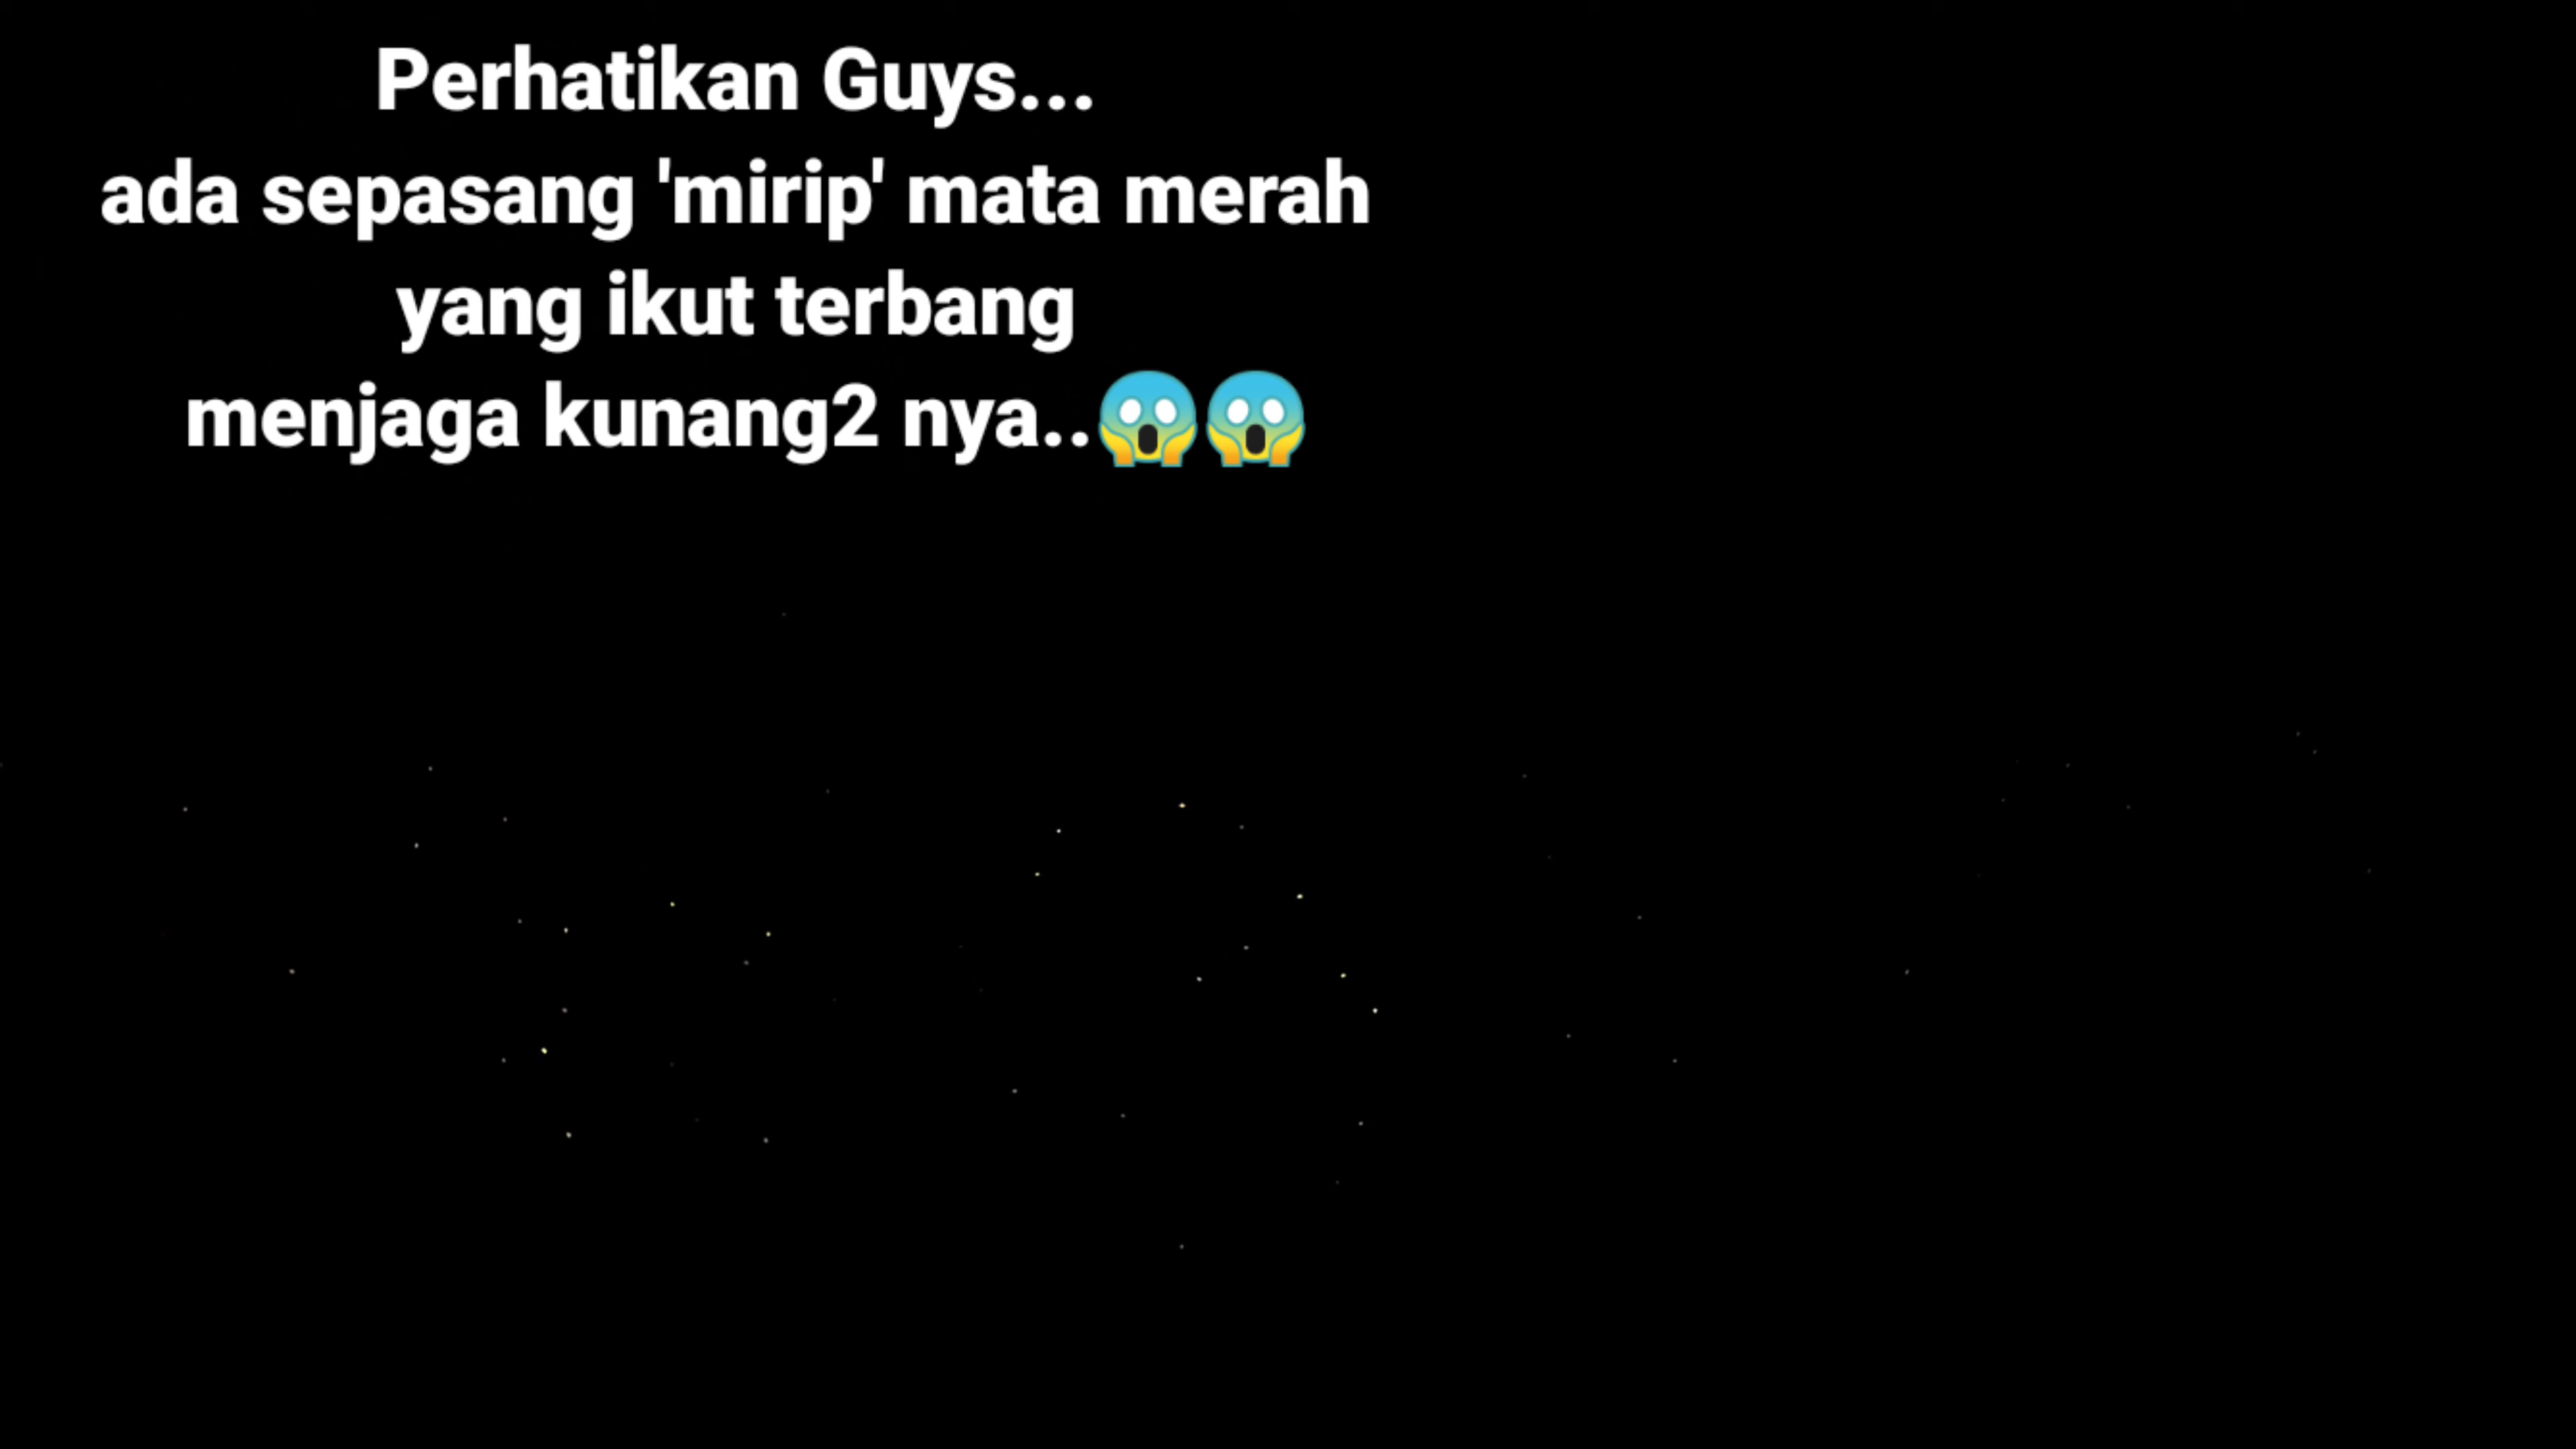 Perhatikan Guys...
ada sepasang 'mirip' mata merah
yang ikut terbang
menjaga kunang2 nya..😱😱